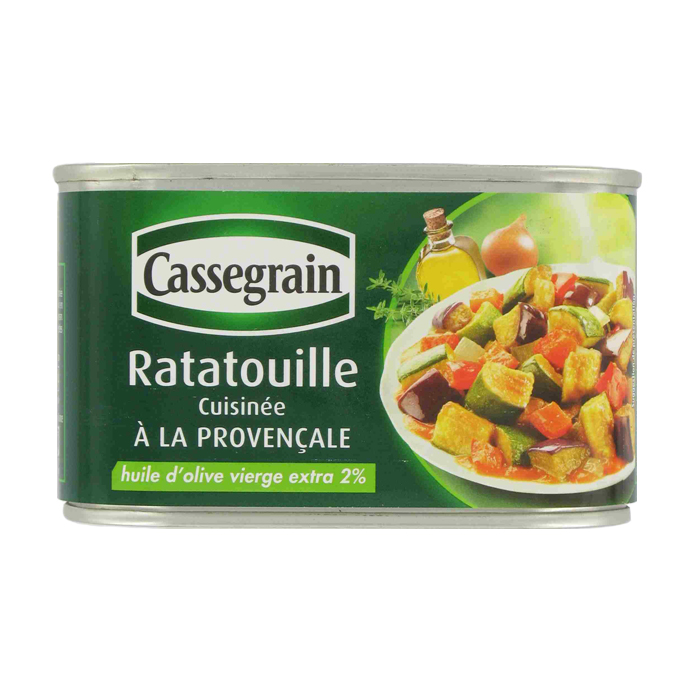 Cassegrain
Ratatouille
Cuisinée
À LA PROVENÇALE
huile d'olive vierge extra 2%